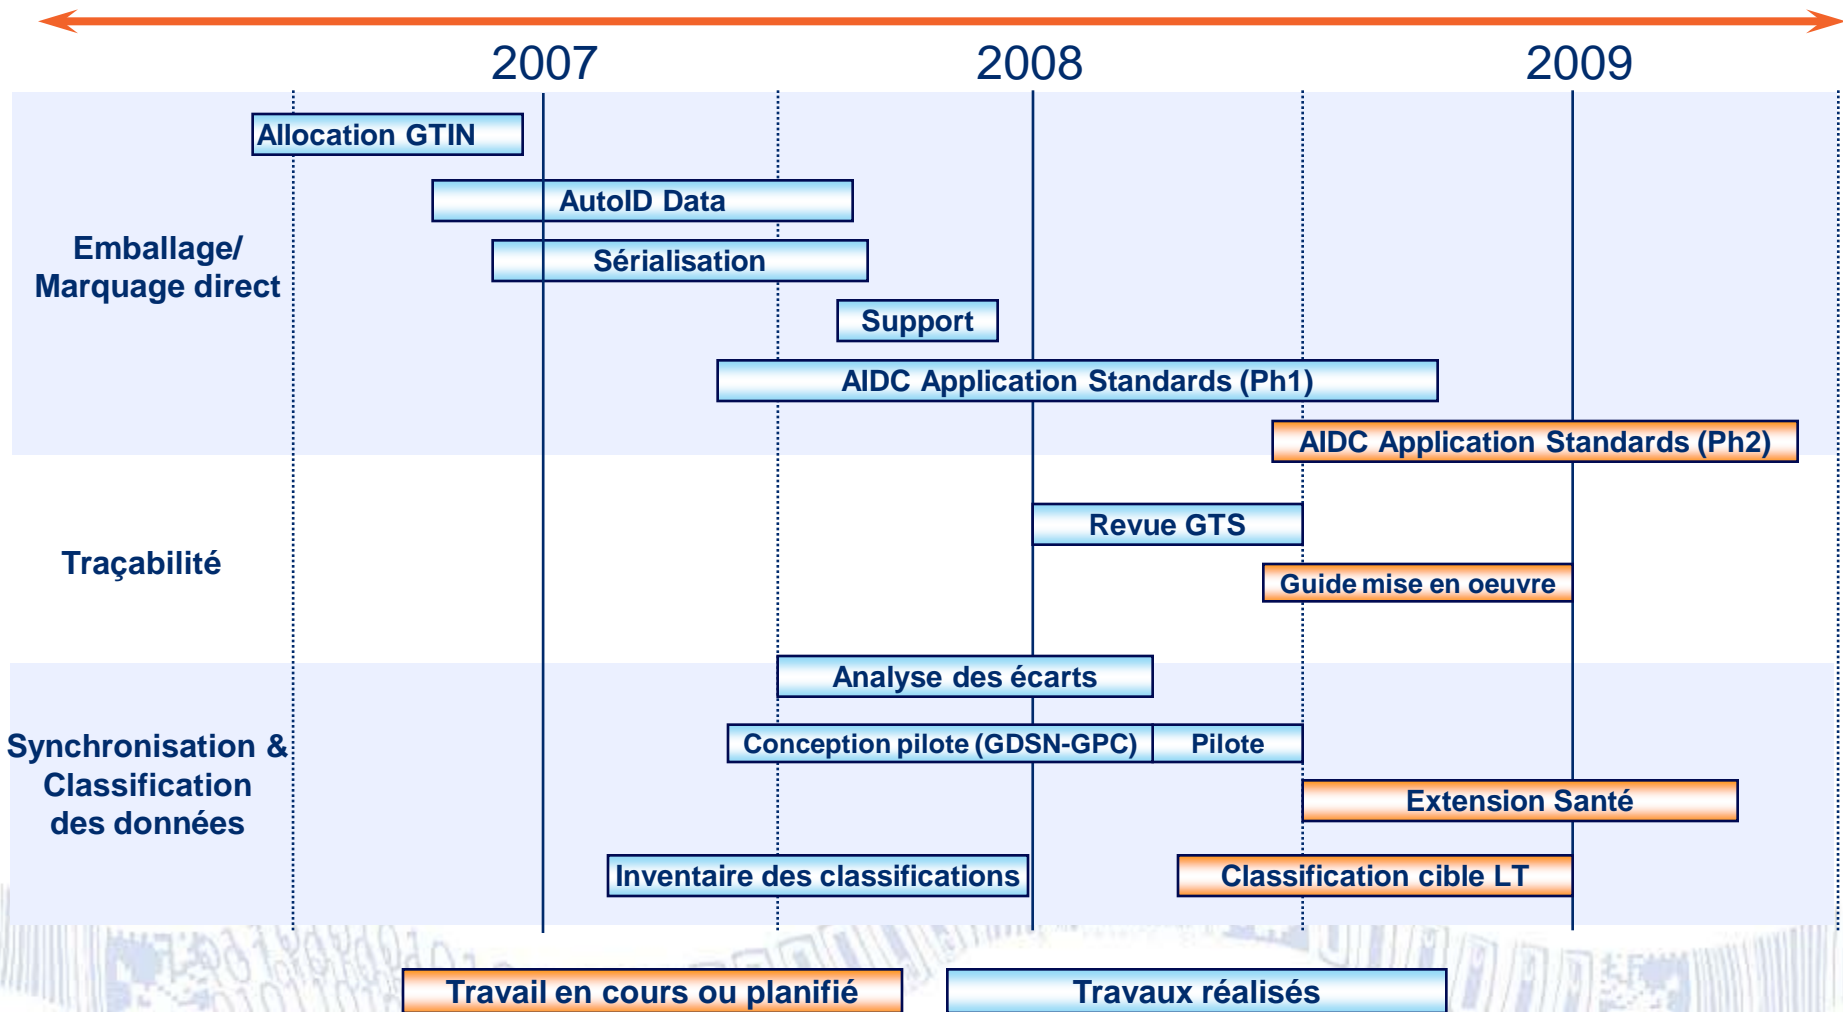 2007
2008
2009
Emballage/
Marquage direct
Allocation GTIN
AutoID Data
Sérialisation
Support
AIDC Application Standards (Ph1)
AIDC Application Standards (Ph2)
Traçabilité
Revue GTS
Guide mise en oeuvre
Synchronisation &
Classification
des données
Analyse des écarts
Conception pilote (GDSN-GPC)
Pilote
Extension Santé
Inventaire des classifications
Classification cible LT
Travail en cours ou planifié
Travaux réalisés